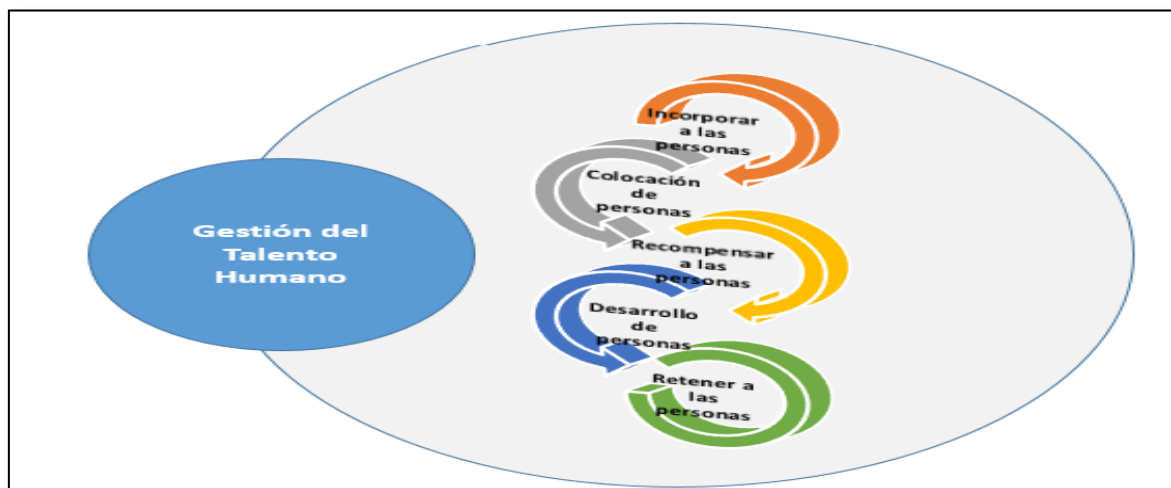 Gestión del
Talento
Humano
Incorporar
a las
personas
Colocación
de
personas
Recompensar
a las
personas
Desarrollo
de
personas
Retener a
las
personas